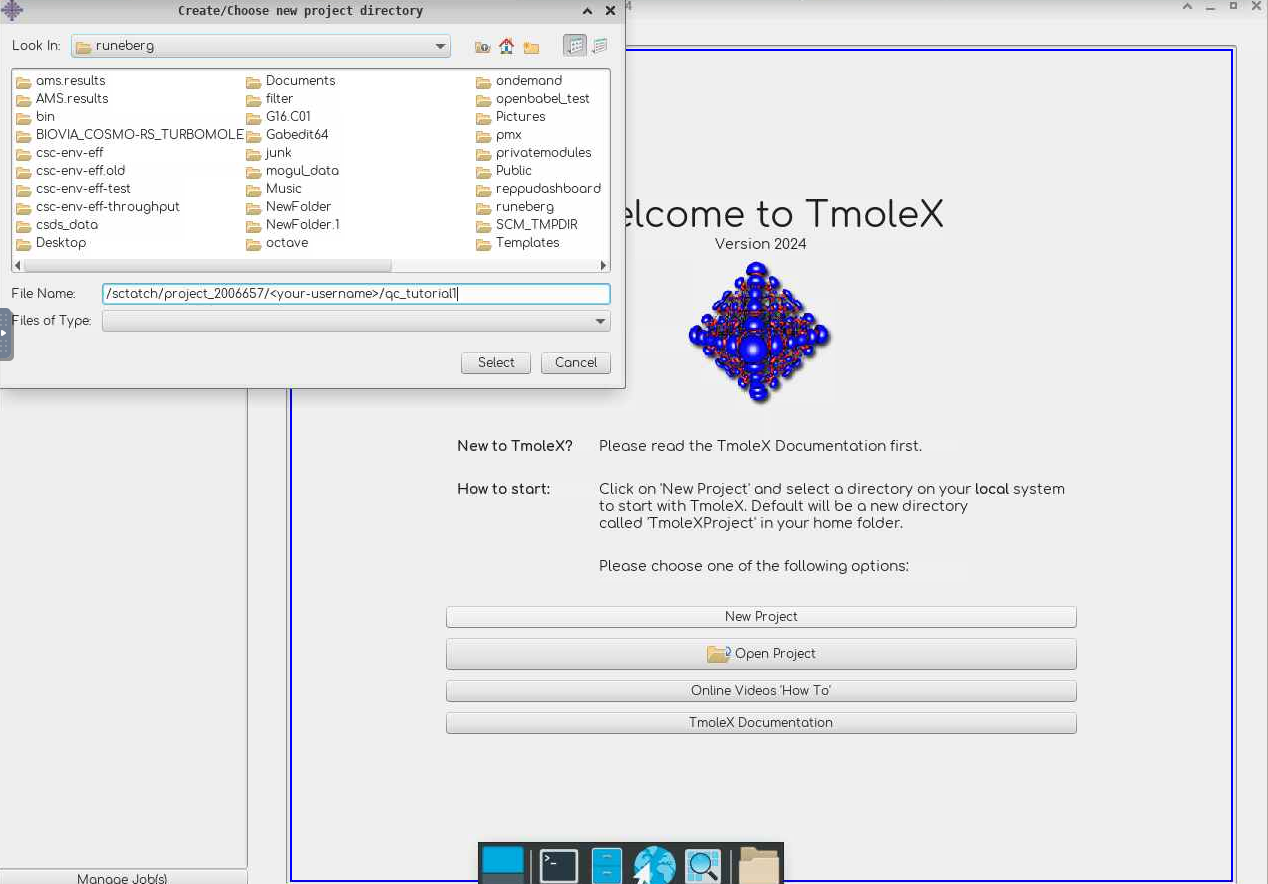 Create/Choose new project directory
4
Look In:
runeberg
ams.results
AMS.results
bin
BIOVIA_COSMO-RS_TURBOMOLE
csc-env-eff
csc-env-eff.old
csc-env-eff-test
csc-env-eff-throughput
csds_data
Desktop
Documents
filter
G16.C01
Gabedit64
junk
mogul_data
Music
NewFolder
NewFolder.1
octave
ondemand
openbabel_test
Pictures
pmx
privatemodules
Public
reppudashboard
runeberg
SCM_TMPDIR
Templates
File Name:
/sctatch/project_2006657/<your-username>/qc_tutorial1
Files of Type:
Select
Cancel
elcome to TmoleX
Version 2024
New to TmoleX? Please read the TmoleX Documentation first.
How to start: Click on 'New Project' and select a directory on your local system
to start with TmoleX. Default will be a new directory
called 'TmoleXProject' in your home folder.
Please choose one of the following options:
New Project
Open Project
Online Videos 'How To'
TmoleX Documentation
Manage Job(s)